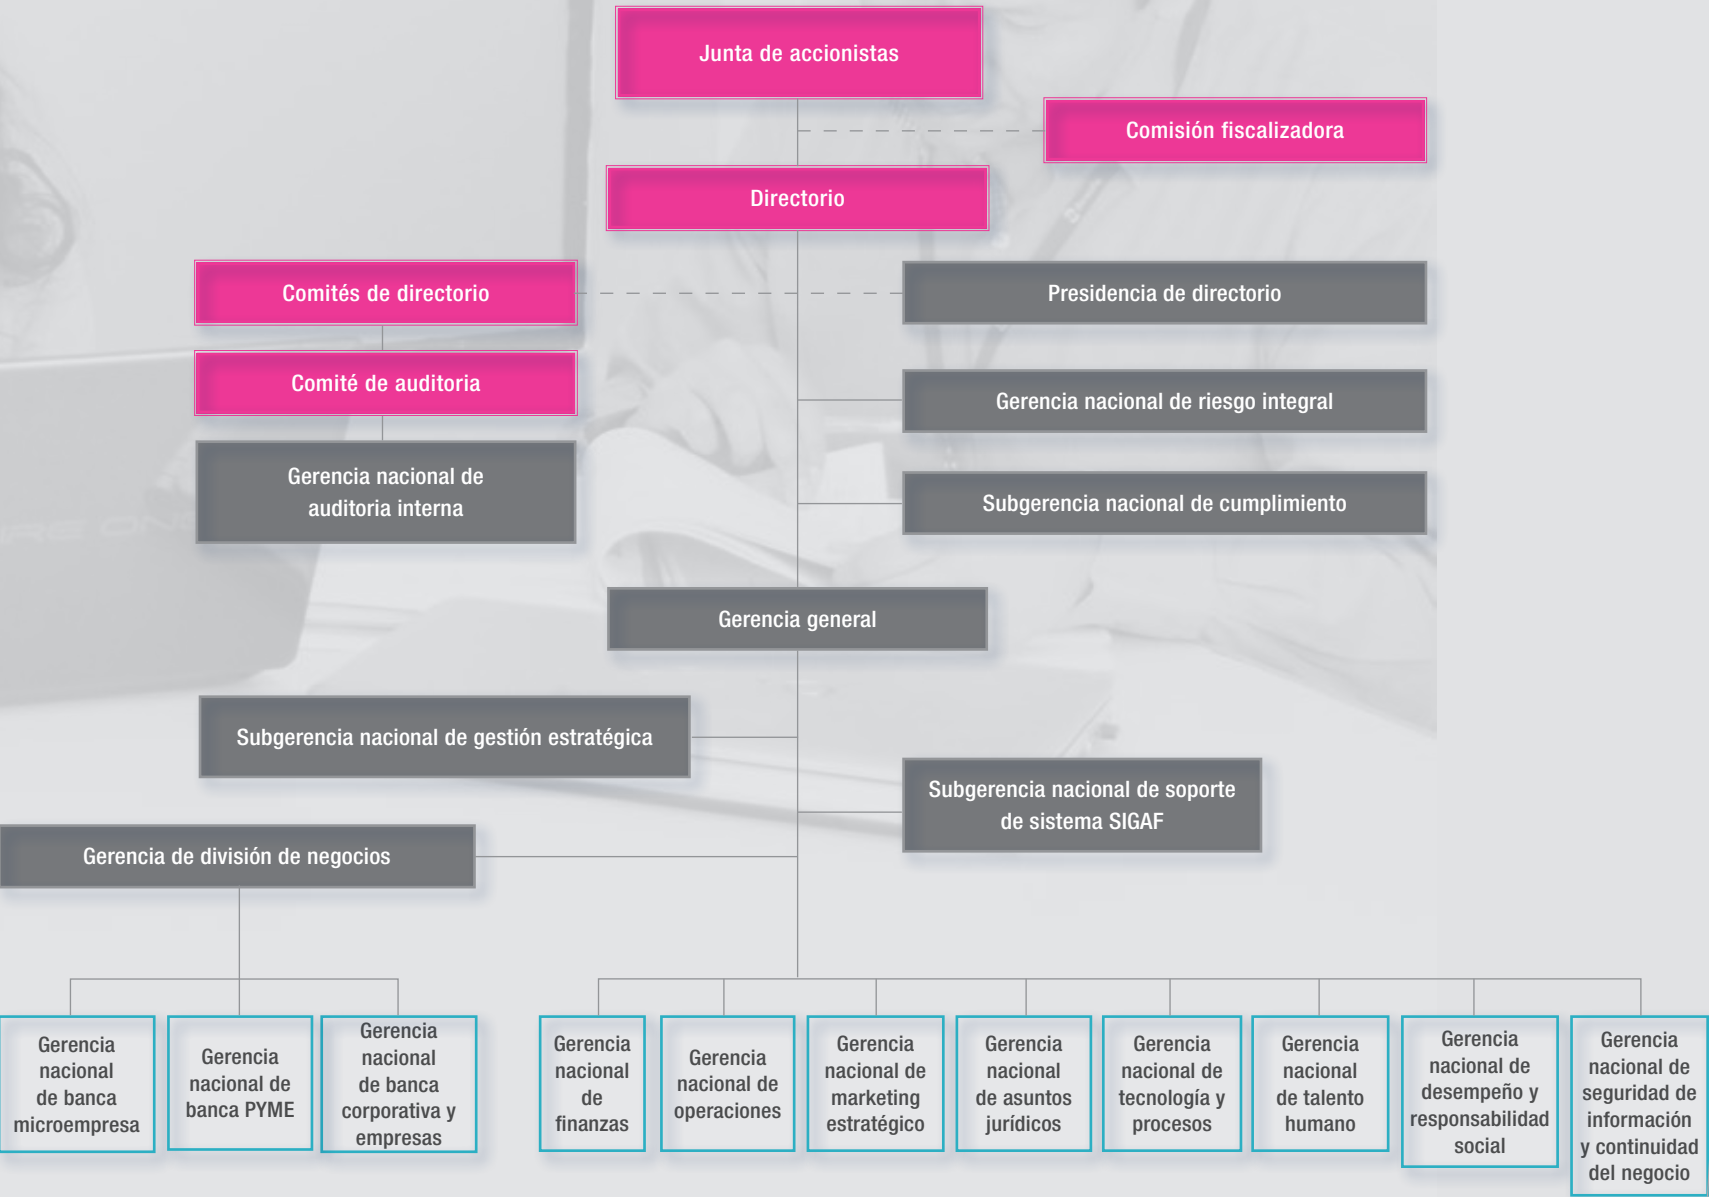 Junta de accionistas
Comisión fiscalizadora
Directorio
Comités de directorio
Presidencia de directorio
Comité de auditoria
Gerencia nacional de riesgo integral
Gerencia nacional de
auditoria interna
Subgerencia nacional de cumplimiento
Gerencia general
Subgerencia nacional de gestión estratégica
Subgerencia nacional de soporte
de sistema SIGAF
Gerencia de división de negocios
Gerencia
nacional
de banca
microempresa
Gerencia
nacional de
banca PYME
Gerencia
nacional
de banca
corporativa y
empresas
Gerencia
nacional
de
finanzas
Gerencia
nacional de
operaciones
Gerencia
nacional de
marketing
estratégico
Gerencia
nacional
de asuntos
jurídicos
Gerencia
nacional de
tecnología y
procesos
Gerencia
nacional
de talento
humano
Gerencia
nacional de
desempeño y
responsabilidad
social
Gerencia
nacional de
seguridad de
información
y continuidad
del negocio